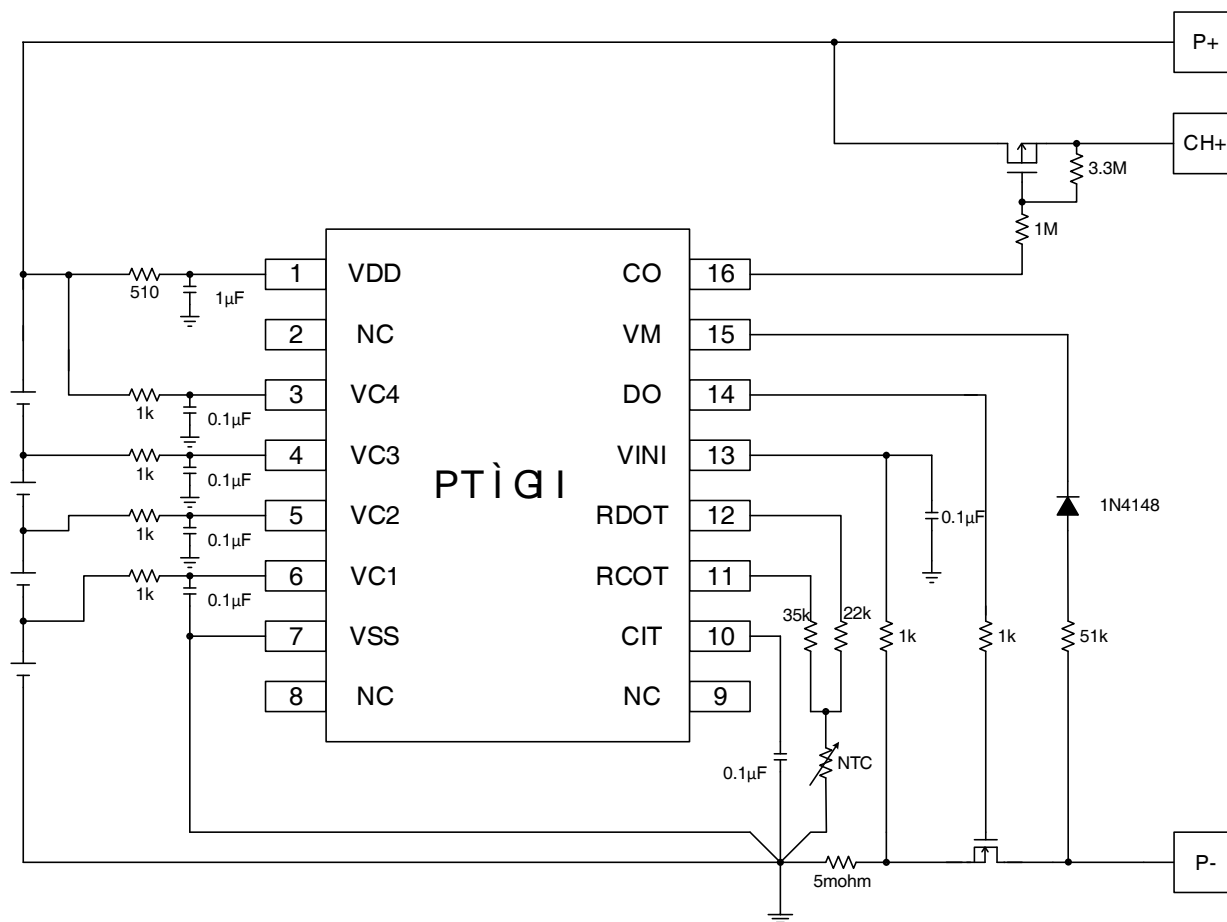 P+
CH+
3.3M
1M
1 VDD CO 16
510
1µF
2 NC VM 15
3 VC4 DO 14
1k
0.1µF
4 VC3 VINI 13
1k
0.1µF
PTÌGI
0.1µF
1N4148
5 VC2 RDOT 12
1k
0.1µF
6 VC1 RCOT 11
1k
0.1µF
35k
22k
7 VSS CIT 10
1k
1k
51k
8 NC NC 9
0.1µF
NTC
5mohm
P-